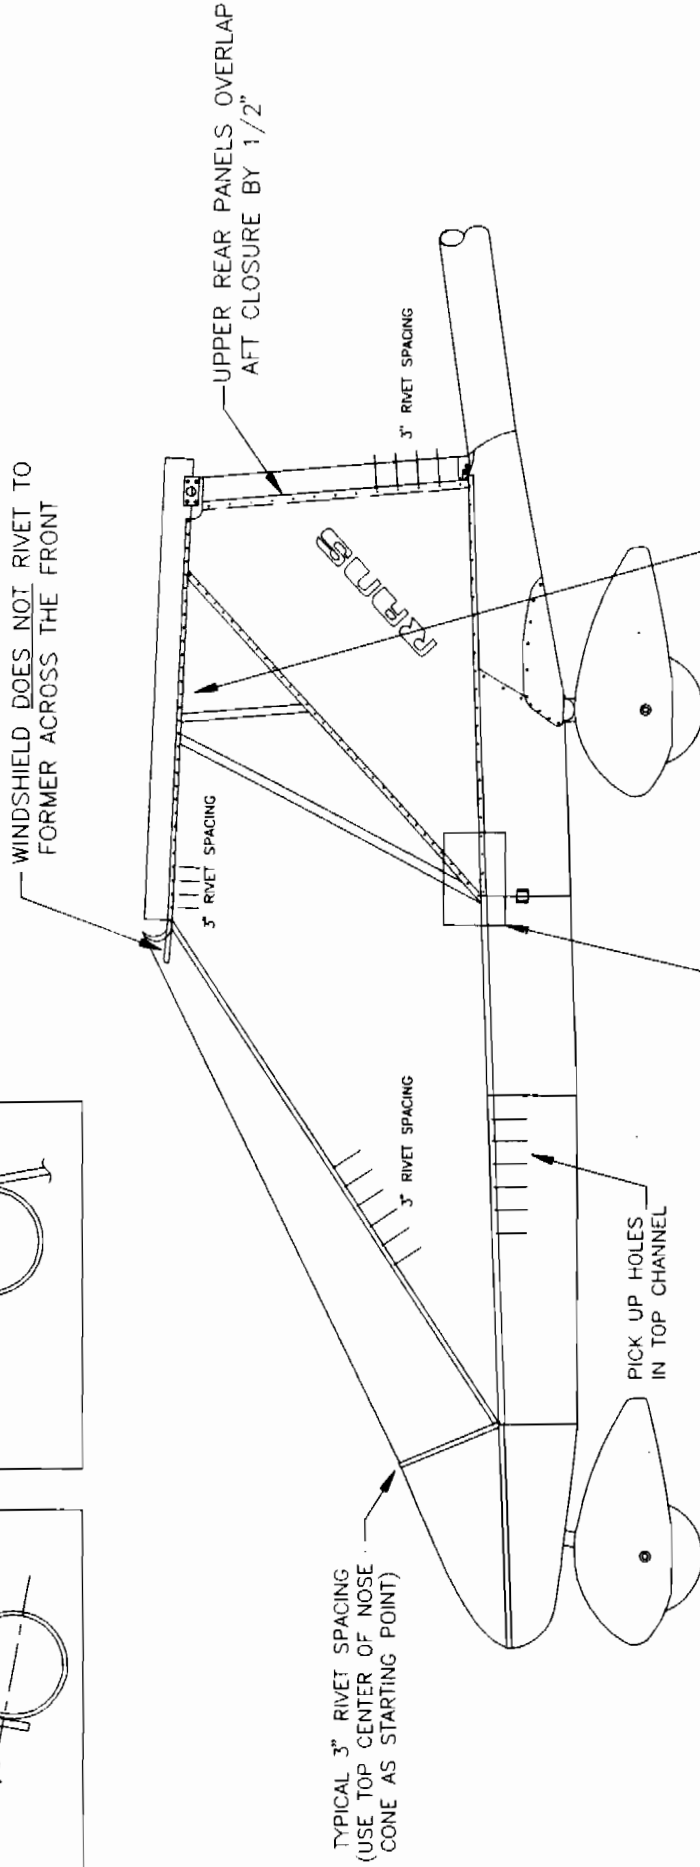 WINDSHIELD DOES NOT RIVET TO
FORMER ACROSS THE FRONT
UPPER REAR PANELS OVERLAP
AFT CLOSURE BY 1/2"
3" RIVET SPACING
3" RIVET SPACING
RANS
3" RIVET SPACING
TYPICAL 3" RIVET SPACING
(USE TOP CENTER OF NOSE
CONE AS STARTING POINT)
PICK UP HOLES
IN TOP CHANNEL